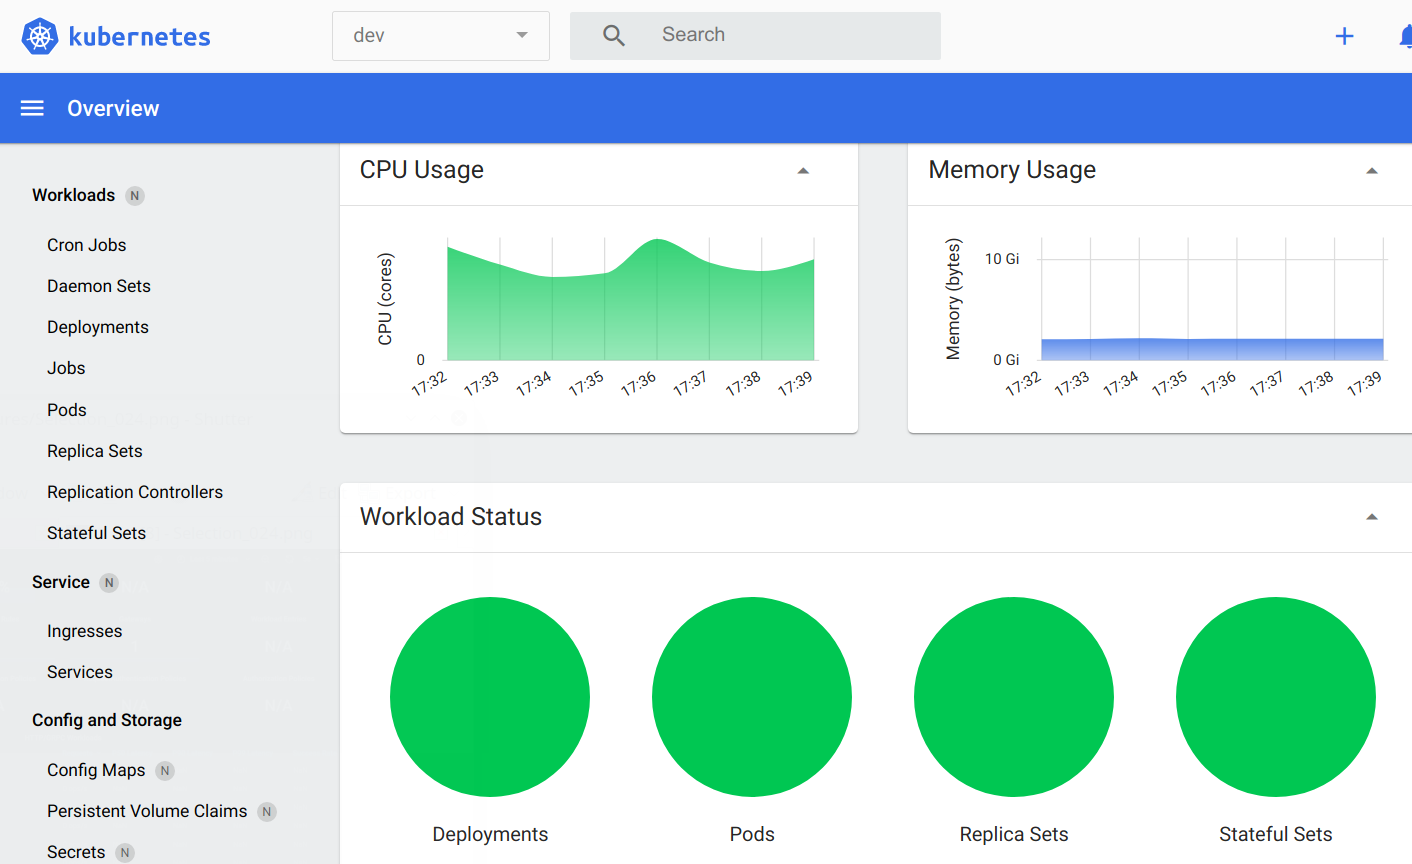 kubernetes
dev
Search
Overview
Workloads N
Cron Jobs
Daemon Sets
Deployments
Jobs
Pods
Replica Sets
Replication Controllers
Stateful Sets
Service N
Ingresses
Services
Config and Storage
Config Maps N
Persistent Volume Claims N
Secrets N
CPU Usage
CPU (cores)
0
17:32 17:33 17:34 17:35 17:36 17:37 17:38 17:39
Memory Usage
Memory (bytes)
10 Gi
0 Gi
17:32 17:33 17:34 17:35 17:36 17:37 17:38 17:39
Workload Status
Deployments
Pods
Replica Sets
Stateful Sets